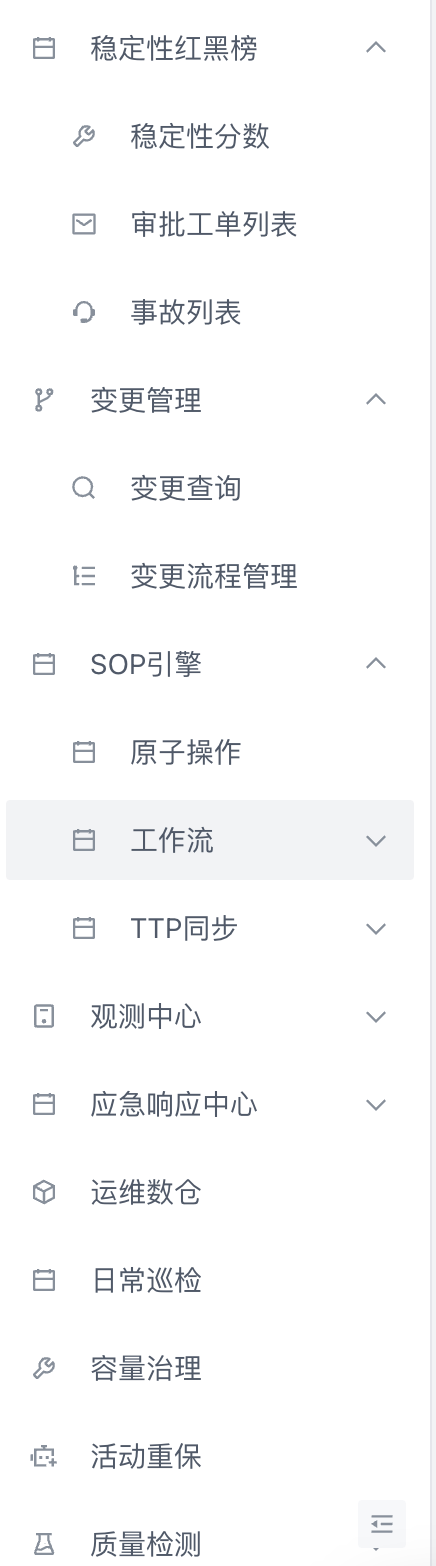 稳定性红黑榜
稳定性分数
审批工单列表
事故列表
变更管理
变更查询
变更流程管理
SOP引擎
原子操作
工作流
TTP同步
观测中心
应急响应中心
运维数仓
日常巡检
容量治理
活动重保
质量检测